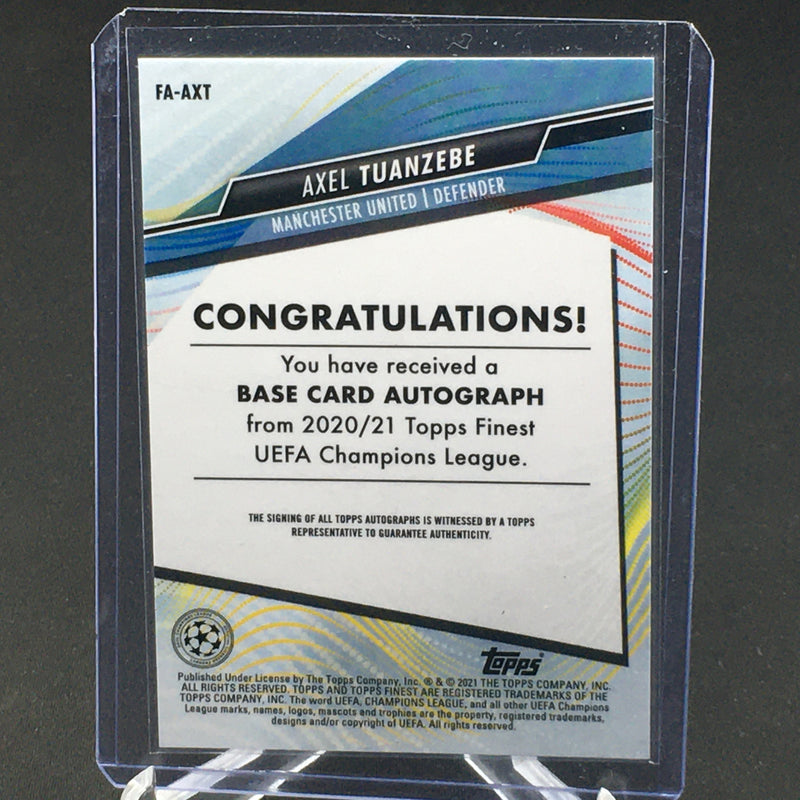 FA-AXT
AXEL TUANZEBE
MANCHESTER UNITED | DEFENDER
CONGRATULATIONS!
You have received a
BASE CARD AUTOGRAPH
from 2020/21 Topps Finest
UEFA Champions League.
THE SIGNING OF ALL TOPPS AUTOGRAPHS IS WITNESSED BY A TOPPS
REPRESENTATIVE TO GUARANTEE AUTHENTICITY.
Topps
Published Under License by The Topps Company, Inc. ® & © 2021 THE TOPPS COMPANY, INC.
ALL RIGHTS RESERVED. TOPPS AND TOPPS FINEST ARE REGISTERED TRADEMARKS OF THE
TOPPS COMPANY, INC. The word UEFA, CHAMPIONS LEAGUE, and all other UEFA Champions
League marks, names, logos, mascots and trophies are the property, registered trademarks,
designs and/or copyright of UEFA. All rights reserved.